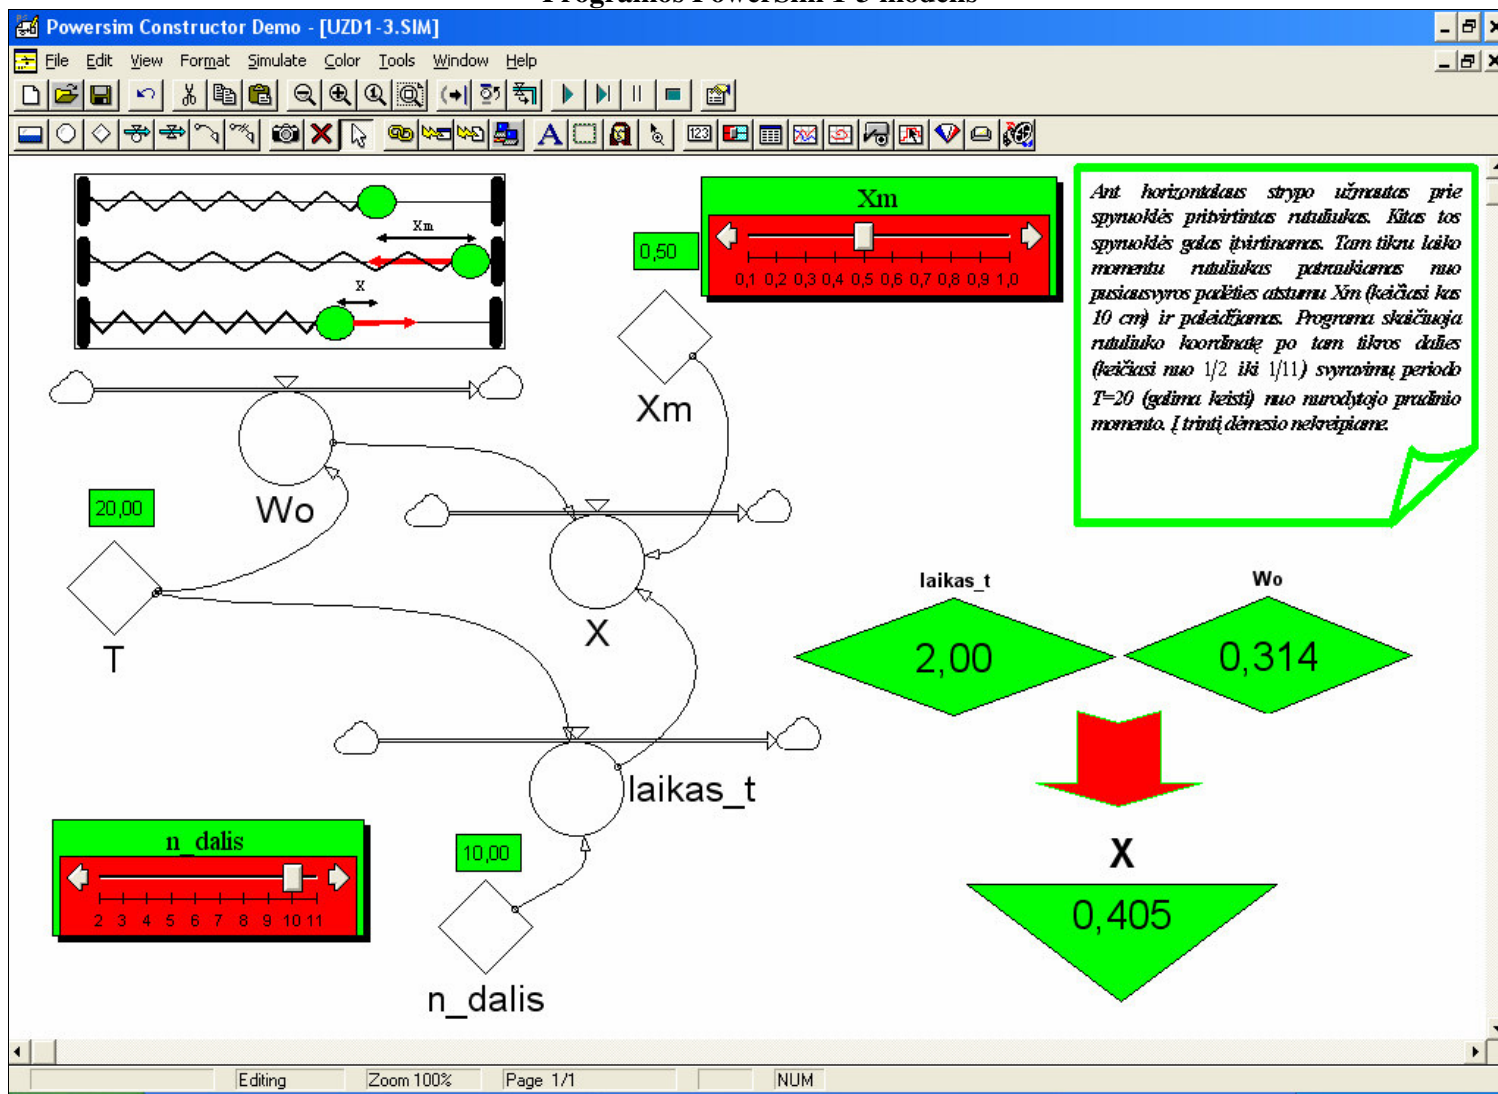 Programos PowerSim 1-3 modelis
Powersim Constructor Demo - [UZD1-3.SIM]
File Edit View Format Simulate Color Tools Window Help
123
Xm
0,1 0,2 0,3 0,4 0,5 0,6 0,7 0,8 0,9 1,0
0,50
Xm
X
Xm
Ant horizontalaus strypo užmautas prie
spyruoklės pritvirtintas rutuliukas. Kitas tos
spyruoklės galas įtvirtinamas. Tam tikru laiko
momentu rutuliukas patraukiamas nuo
pusiausvyros padėties atstumu Xm (keičiasi kas
10 cm) ir paleidžiamas. Programa skaičiuoja
rutuliuko koordinatę po tam tikros dalies
(keičiasi nuo 1/2 iki 1/11) svyravimų periodo
T=20 (galima keisti) nuo nurodytojo pradinio
momento. Į trintį dėmesio nekreipiame.
20,00
Wo
T
X
laikas_t
Wo
2,00
0,314
laikas_t
n_dalis
2 3 4 5 6 7 8 9 10 11
10,00
n_dalis
X
0,405
Editing Zoom 100% Page 1/1 NUM